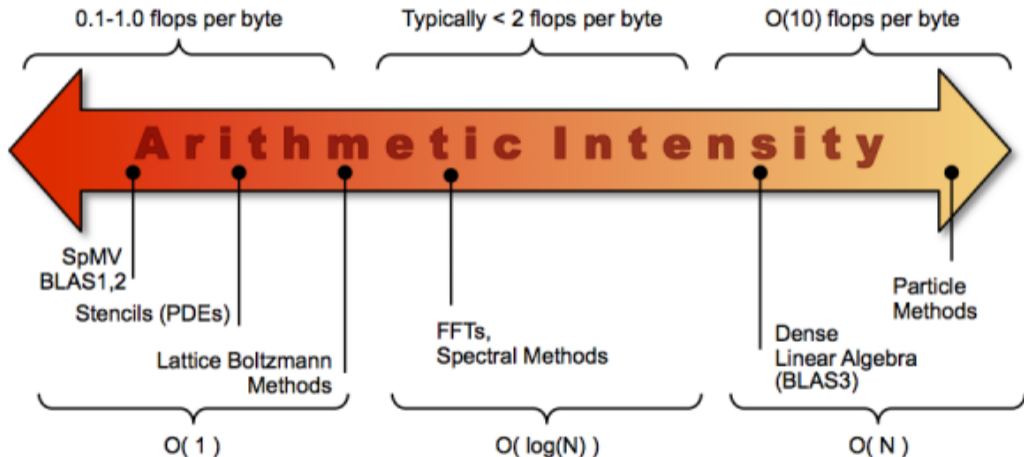 0.1-1.0 flops per byte
Typically < 2 flops per byte
O(10) flops per byte
Arithmetic Intensity
SpMV
BLAS1,2
Stencils (PDEs)
Lattice Boltzmann
Methods
FFTs,
Spectral Methods
Dense
Linear Algebra
(BLAS3)
Particle
Methods
O( 1 )
O( log(N) )
O( N )